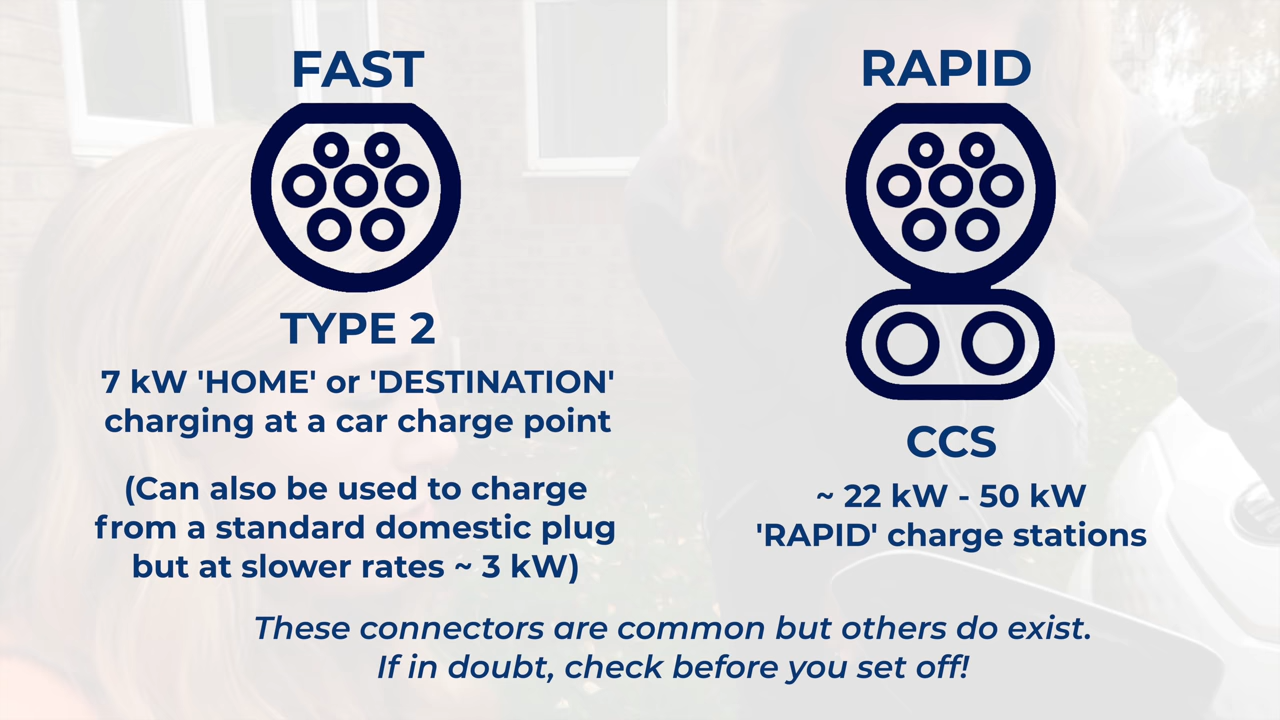 FAST
TYPE 2
7 kW 'HOME' or 'DESTINATION'
charging at a car charge point
(Can also be used to charge
from a standard domestic plug
but at slower rates ~ 3 kW)
RAPID
CCS
~ 22 kW - 50 kW
'RAPID' charge stations
These connectors are common but others do exist.
If in doubt, check before you set off!